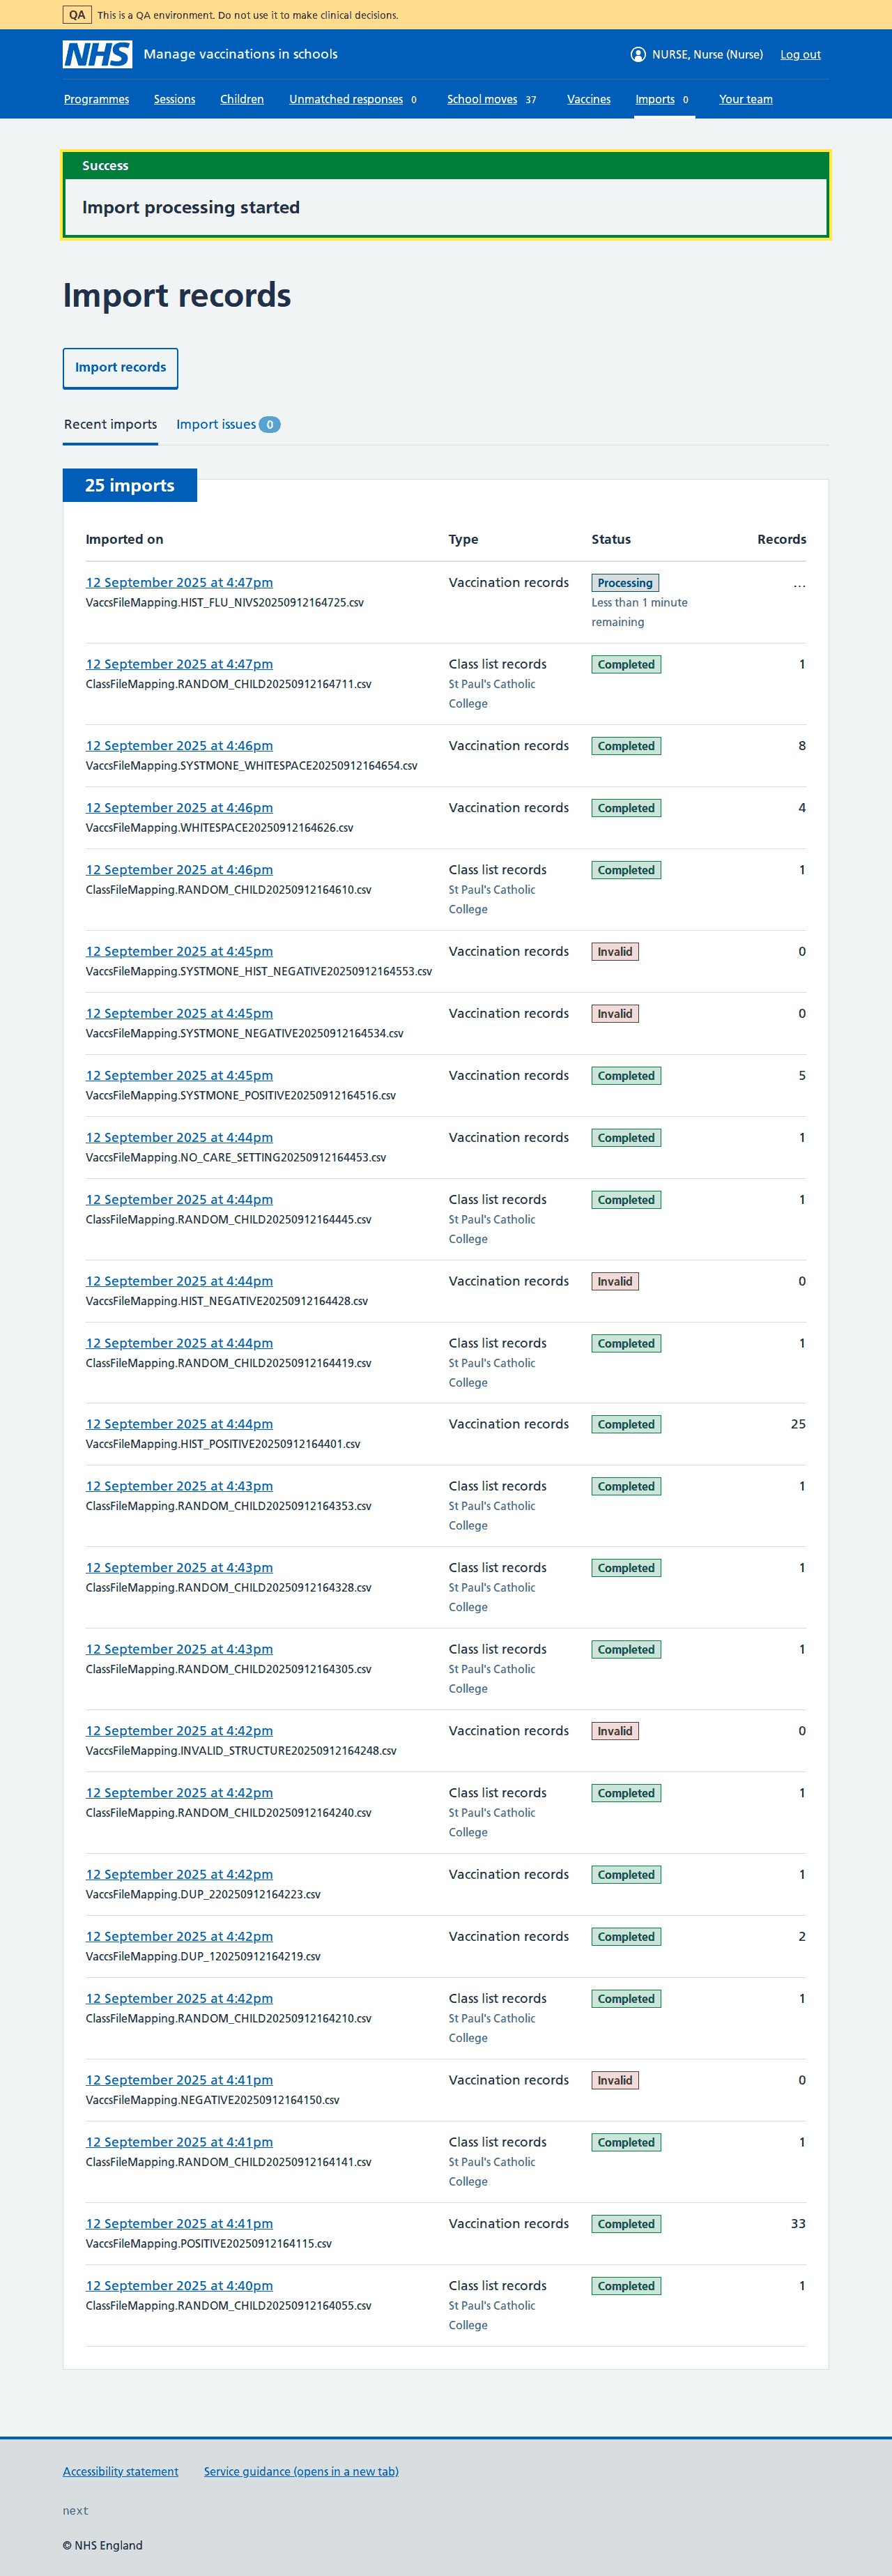 QA This is a QA environment. Do not use it to make clinical decisions.
NHS Manage vaccinations in schools NURSE, Nurse (Nurse) Log out
Programmes Sessions Children Unmatched responses 0 School moves 37 Vaccines Imports 0 Your team
Success
Import processing started
Import records
Import records
Recent imports Import issues 0
25 imports
Imported on Type Status Records
12 September 2025 at 4:47pm Vaccination records Processing ...
VaccsFileMapping.HIST_FLU_NIVS20250912164725.csv Less than 1 minute
remaining
12 September 2025 at 4:47pm Class list records Completed 1
ClassFileMapping.RANDOM_CHILD20250912164711.csv St Paul's Catholic
College
12 September 2025 at 4:46pm Vaccination records Completed 8
VaccsFileMapping.SYSTMONE_WHITESPACE20250912164654.csv
12 September 2025 at 4:46pm Vaccination records Completed 4
VaccsFileMapping.WHITESPACE20250912164626.csv
12 September 2025 at 4:46pm Class list records Completed 1
ClassFileMapping.RANDOM_CHILD20250912164610.csv St Paul's Catholic
College
12 September 2025 at 4:45pm Vaccination records Invalid 0
VaccsFileMapping.SYSTMONE_HIST_NEGATIVE20250912164553.csv
12 September 2025 at 4:45pm Vaccination records Invalid 0
VaccsFileMapping.SYSTMONE_NEGATIVE20250912164534.csv
12 September 2025 at 4:45pm Vaccination records Completed 5
VaccsFileMapping.SYSTMONE_POSITIVE20250912164516.csv
12 September 2025 at 4:44pm Vaccination records Completed 1
VaccsFileMapping.NO_CARE_SETTING20250912164453.csv
12 September 2025 at 4:44pm Class list records Completed 1
ClassFileMapping.RANDOM_CHILD20250912164445.csv St Paul's Catholic
College
12 September 2025 at 4:44pm Vaccination records Invalid 0
VaccsFileMapping.HIST_NEGATIVE20250912164428.csv
12 September 2025 at 4:44pm Class list records Completed 1
ClassFileMapping.RANDOM_CHILD20250912164419.csv St Paul's Catholic
College
12 September 2025 at 4:44pm Vaccination records Completed 25
VaccsFileMapping.HIST_POSITIVE20250912164401.csv
12 September 2025 at 4:43pm Class list records Completed 1
ClassFileMapping.RANDOM_CHILD20250912164353.csv St Paul's Catholic
College
12 September 2025 at 4:43pm Class list records Completed 1
ClassFileMapping.RANDOM_CHILD20250912164328.csv St Paul's Catholic
College
12 September 2025 at 4:43pm Class list records Completed 1
ClassFileMapping.RANDOM_CHILD20250912164305.csv St Paul's Catholic
College
12 September 2025 at 4:42pm Vaccination records Invalid 0
VaccsFileMapping.INVALID_STRUCTURE20250912164248.csv
12 September 2025 at 4:42pm Class list records Completed 1
ClassFileMapping.RANDOM_CHILD20250912164240.csv St Paul's Catholic
College
12 September 2025 at 4:42pm Vaccination records Completed 1
VaccsFileMapping.DUP_220250912164223.csv
12 September 2025 at 4:42pm Vaccination records Completed 2
VaccsFileMapping.DUP_120250912164219.csv
12 September 2025 at 4:42pm Class list records Completed 1
ClassFileMapping.RANDOM_CHILD20250912164210.csv St Paul's Catholic
College
12 September 2025 at 4:41pm Vaccination records Invalid 0
VaccsFileMapping.NEGATIVE20250912164150.csv
12 September 2025 at 4:41pm Class list records Completed 1
ClassFileMapping.RANDOM_CHILD20250912164141.csv St Paul's Catholic
College
12 September 2025 at 4:41pm Vaccination records Completed 33
VaccsFileMapping.POSITIVE20250912164115.csv
12 September 2025 at 4:40pm Class list records Completed 1
ClassFileMapping.RANDOM_CHILD20250912164055.csv St Paul's Catholic
College
Accessibility statement Service guidance (opens in a new tab)
next
© NHS England